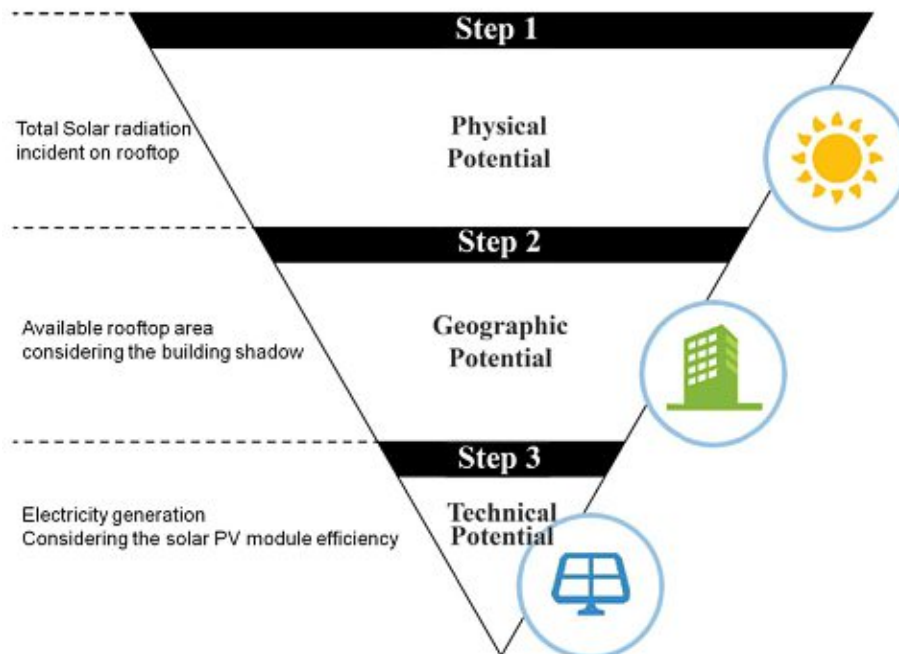 Step 1
Total Solar radiation
incident on rooftop
Physical
Potential
Step 2
Available rooftop area
considering the building shadow
Geographic
Potential
Step 3
Electricity generation
Considering the solar PV module efficiency
Technical
Potential